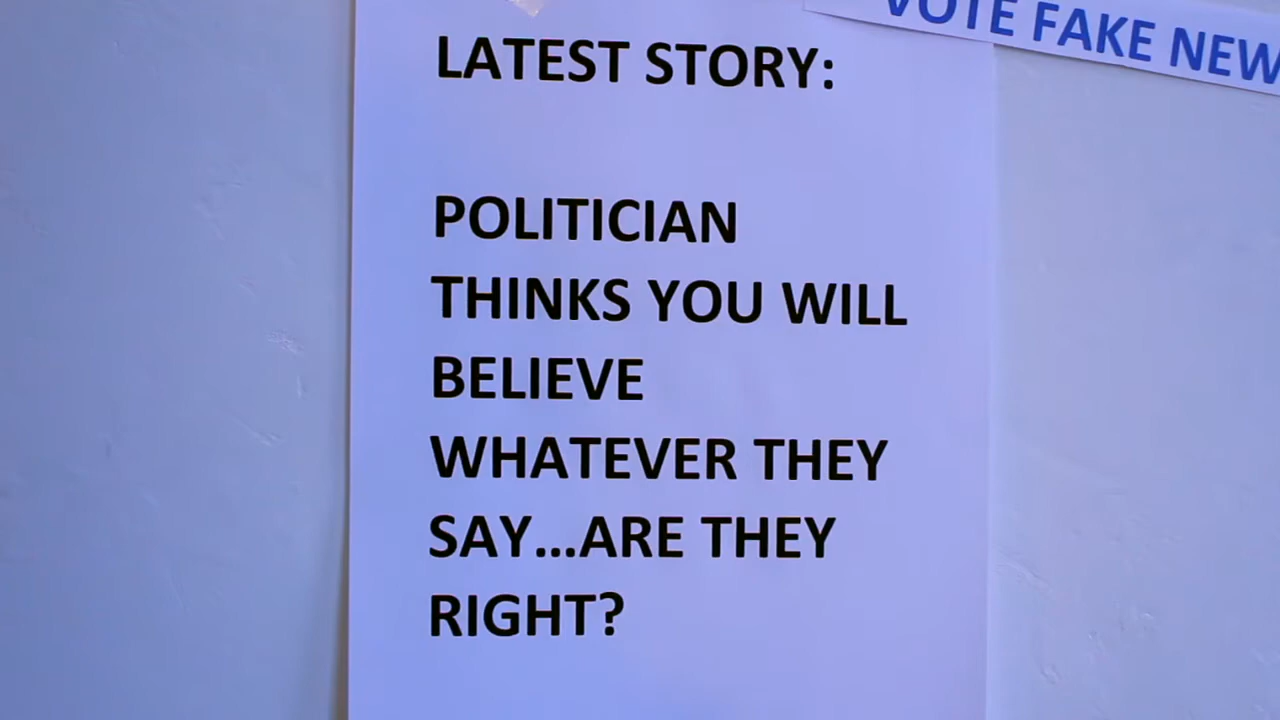 VOTE FAKE NEW
LATEST STORY:
POLITICIAN
THINKS YOU WILL
BELIEVE
WHATEVER THEY
SAY...ARE THEY
RIGHT?